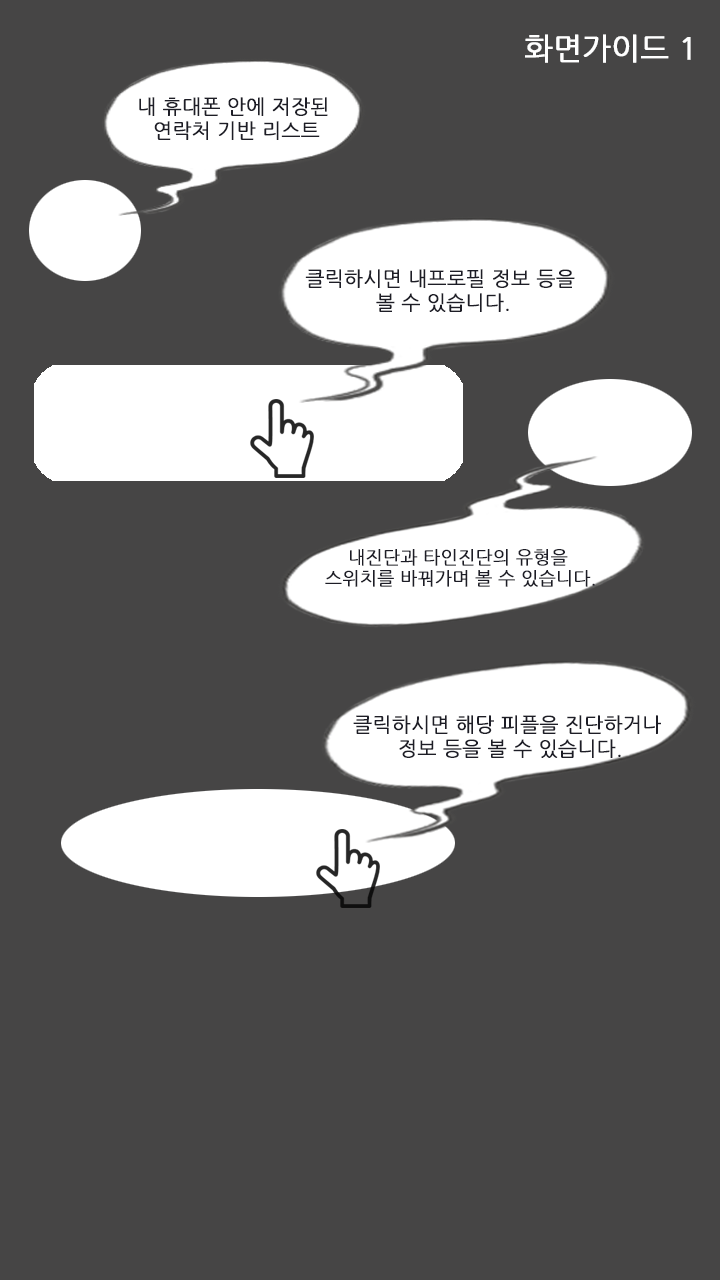 화면가이드 1
내 휴대폰 안에 저장된
연락처 기반 리스트
클릭하시면 내프로필 정보 등을
볼 수 있습니다.
내진단과 타인진단의 유형을
스위치를 바꿔가며 볼 수 있습니다.
클릭하시면 해당 피플을 진단하거나
정보 등을 볼 수 있습니다.